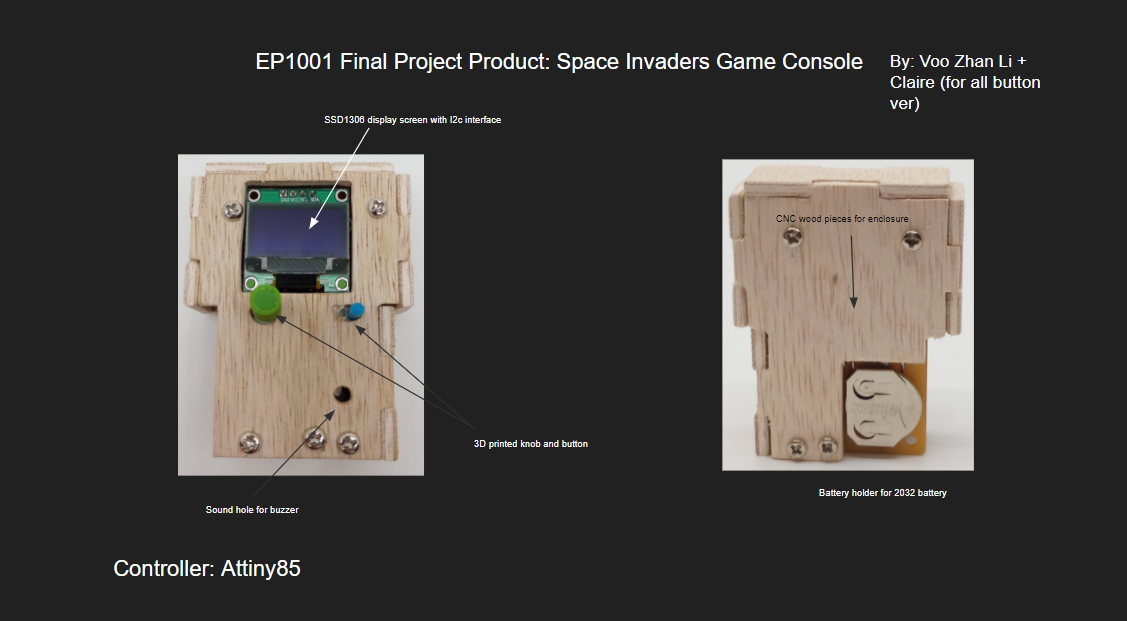 EP1001 Final Project Product: Space Invaders Game Console
By: Voo Zhan Li +
Claire (for all button
ver)
SSD1306 display screen with I2c interface
CNC wood pieces for enclosure
3D printed knob and button
Battery holder for 2032 battery
Sound hole for buzzer
Controller: Attiny85